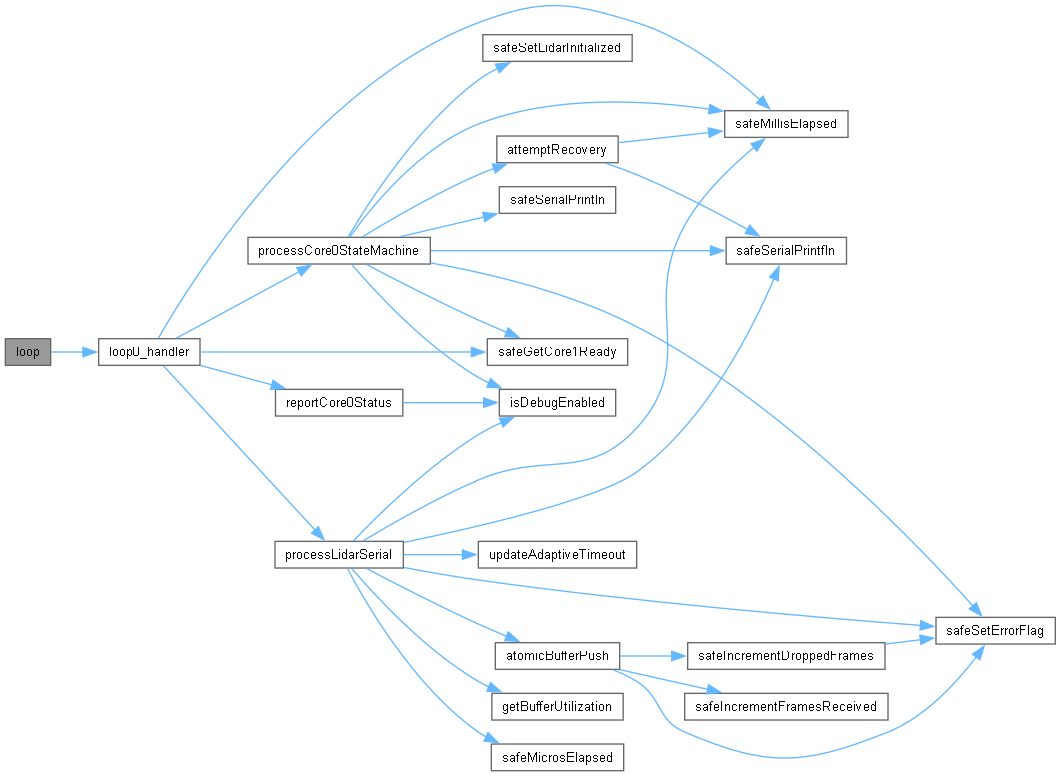 safeSetLidarInitialized
safeMillisElapsed
attemptRecovery
safeSerialPrintln
processCore0StateMachine
safeSerialPrintfln
loop
loop0_handler
safeGetCore1Ready
reportCore0Status
isDebugEnabled
processLidarSerial
updateAdaptiveTimeout
safeSetErrorFlag
atomicBufferPush
safeIncrementDroppedFrames
getBufferUtilization
safeIncrementFramesReceived
safeMicrosElapsed